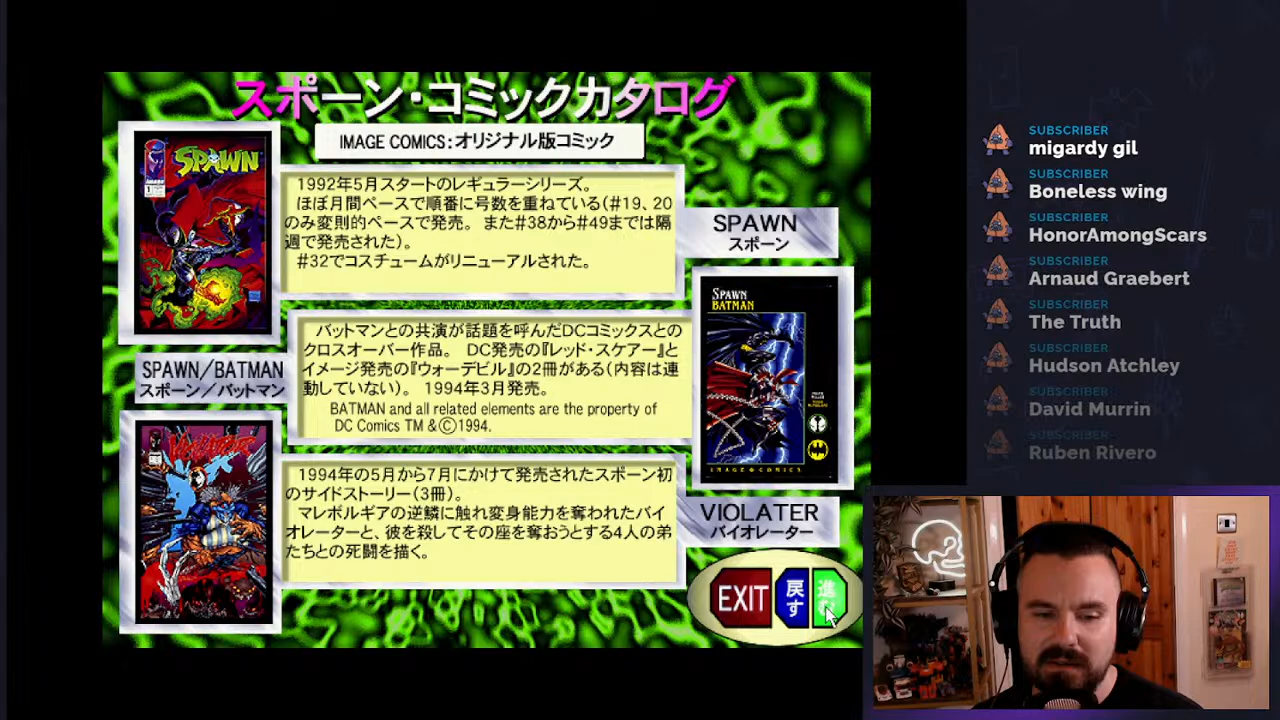 スポーン・コミックカタログ
IMAGE COMICS：オリジナル版コミック
SPAWN
1992年5月スタートのレギュラーシリーズ。
ほぼ月間ペースで順番に号数を重ねている（#19、20
のみ変則的ペースで発売。 また#38から#49までは隔
週で発売された）。
#32でコスチュームがリニューアルされた。
SPAWN
スポーン
バットマンとの共演が話題を呼んだDCコミックスとの
クロスオーバー作品。 DC発売の『レッド・スケアー』と
イメージ発売の『ウォーデビル』の2冊がある（内容は連
動していない）。 1994年3月発売。
BATMAN and all related elements are the property of
DC Comics TM &Ⓒ1994.
SPAWN／BATMAN
スポーン／バットマン
SPAWN
BATMAN
IMAGE COMICS
1994年の5月から7月にかけて発売されたスポーン初
のサイドストーリー（3冊）。
マレボルギアの逆鱗に触れ変身能力を奪われたバイ
オレーターと、彼を殺してその座を奪おうとする4人の弟
たちとの死闘を描く。
VIOLATER
バイオレーター
EXIT
戻す
進む
SUBSCRIBER
migardy gil
SUBSCRIBER
Boneless wing
SUBSCRIBER
HonorAmongScars
SUBSCRIBER
Arnaud Graebert
SUBSCRIBER
The Truth
SUBSCRIBER
Hudson Atchley
SUBSCRIBER
David Murrin
SUBSCRIBER
Ruben Rivero